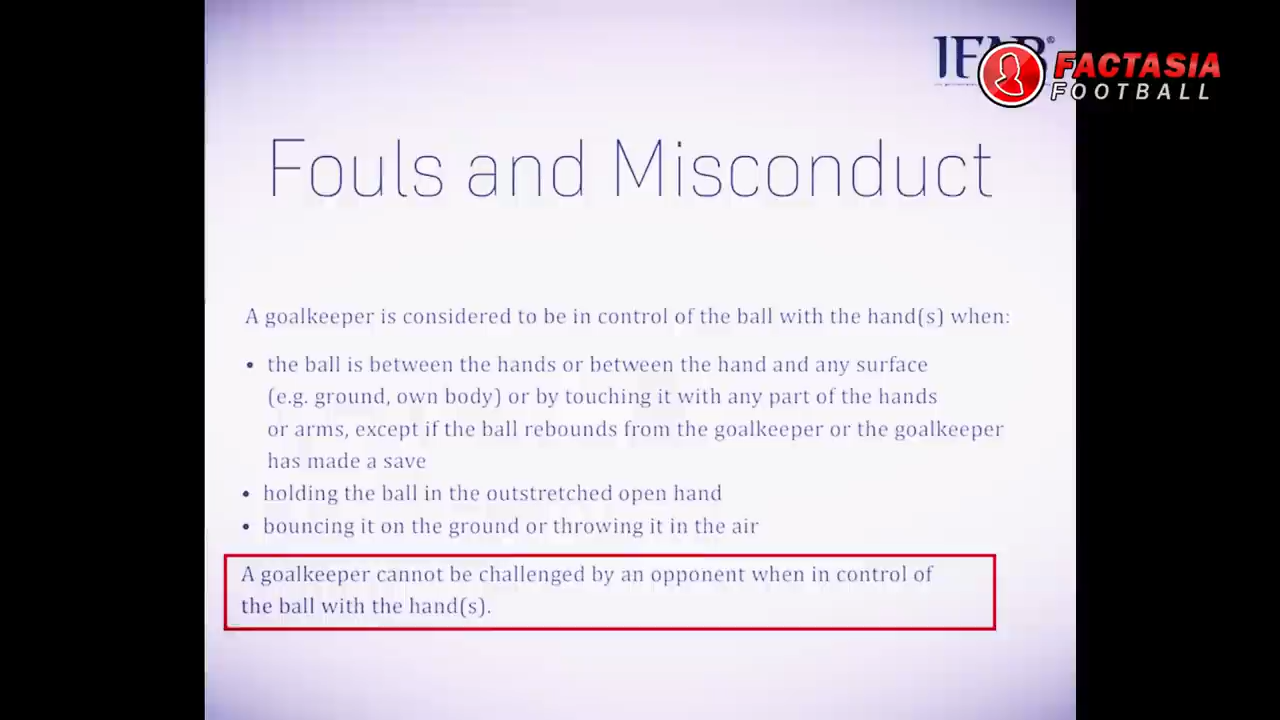 FACTASIA
FOOTBALL
Fouls and Misconduct
A goalkeeper is considered to be in control of the ball with the hand(s) when:
• the ball is between the hands or between the hand and any surface
(e.g. ground, own body) or by touching it with any part of the hands
or arms, except if the ball rebounds from the goalkeeper or the goalkeeper
has made a save
• holding the ball in the outstretched open hand
• bouncing it on the ground or throwing it in the air
A goalkeeper cannot be challenged by an opponent when in control of
the ball with the hand(s).